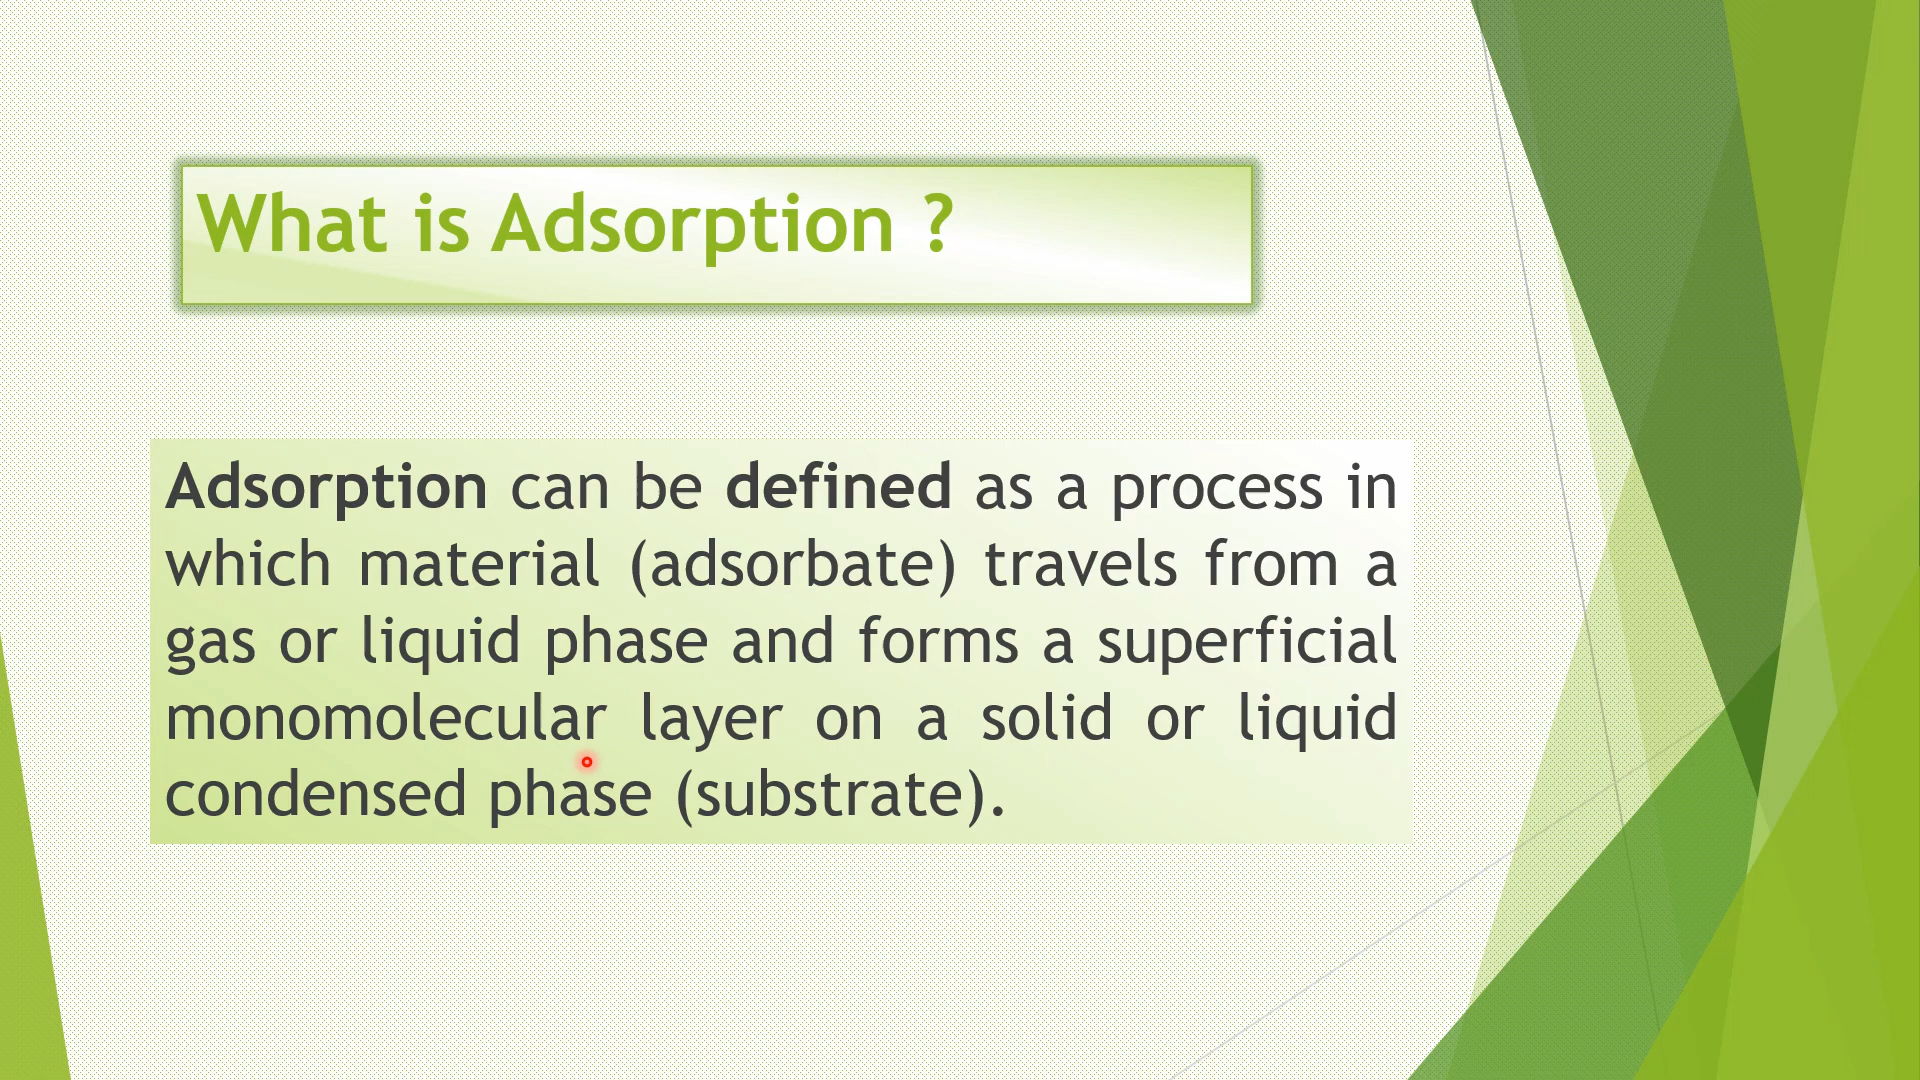 What is Adsorption ?
Adsorption can be defined as a process in
which material (adsorbate) travels from a
gas or liquid phase and forms a superficial
monomolecular layer on a solid or liquid
condensed phase (substrate).